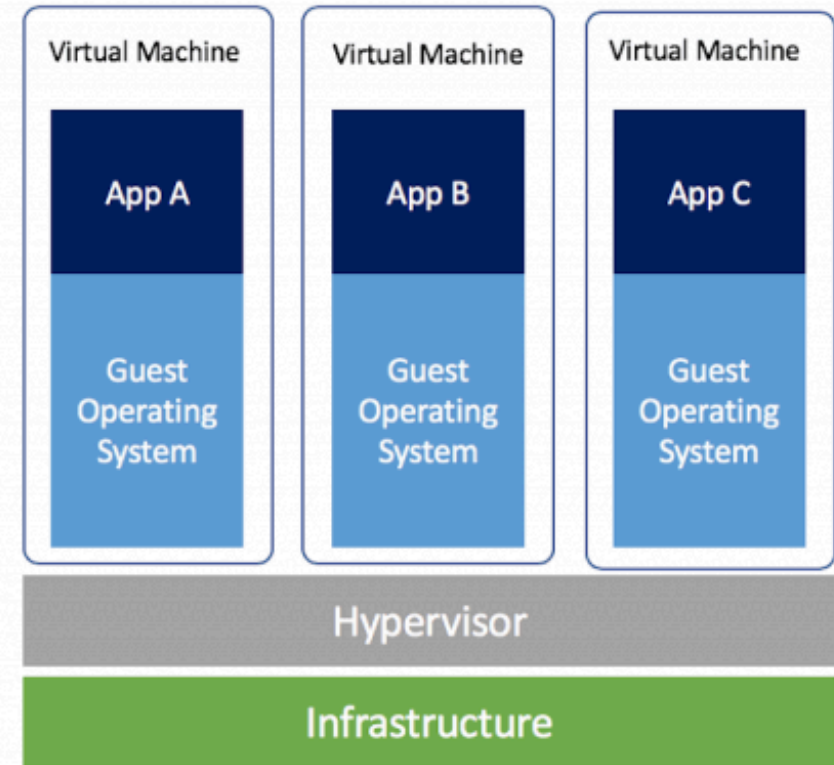 Virtual Machine
Virtual Machine
Virtual Machine
App A
App B
App C
Guest
Operating
System
Guest
Operating
System
Guest
Operating
System
Hypervisor
Infrastructure